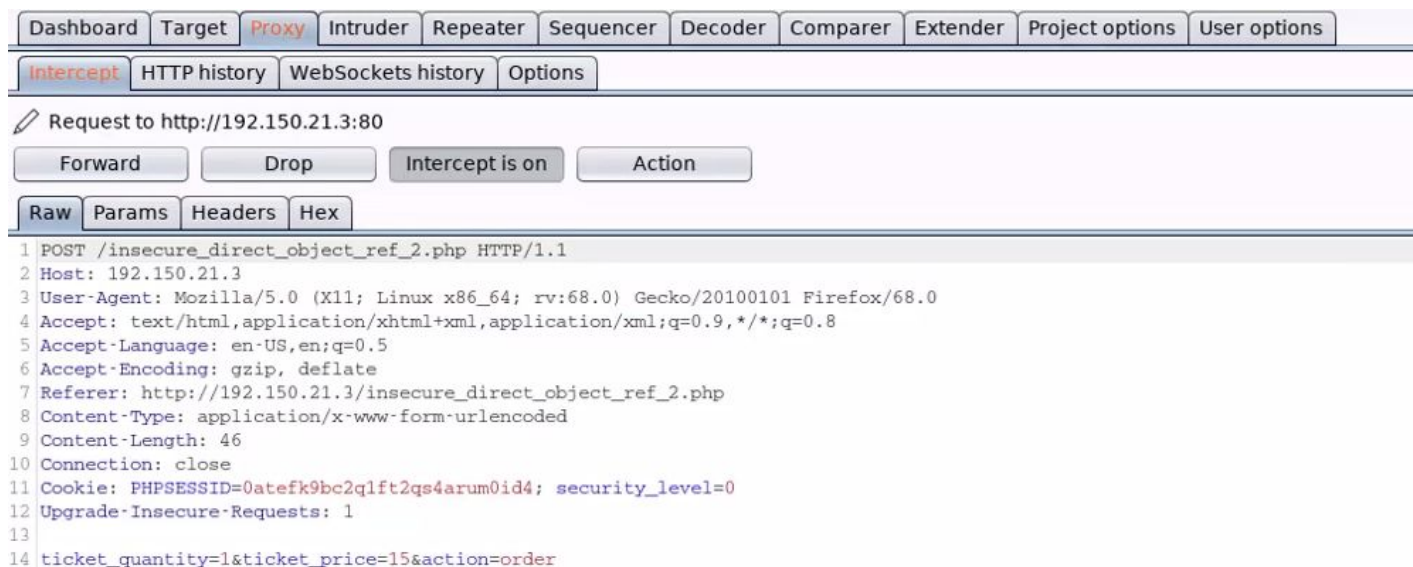 Dashboard Target Proxy Intruder Repeater Sequencer Decoder Comparer Extender Project options User options
Intercept HTTP history WebSockets history Options
Request to http://192.150.21.3:80
Forward Drop Intercept is on Action
Raw Params Headers Hex
1 POST /insecure_direct_object_ref_2.php HTTP/1.1
2 Host: 192.150.21.3
3 User-Agent: Mozilla/5.0 (X11; Linux x86_64; rv:68.0) Gecko/20100101 Firefox/68.0
4 Accept: text/html,application/xhtml+xml,application/xml;q=0.9,*/*;q=0.8
5 Accept-Language: en-US,en;q=0.5
6 Accept-Encoding: gzip, deflate
7 Referer: http://192.150.21.3/insecure_direct_object_ref_2.php
8 Content-Type: application/x-www-form-urlencoded
9 Content-Length: 46
10 Connection: close
11 Cookie: PHPSESSID=0atefk9bc2q1ft2qs4arum0id4; security_level=0
12 Upgrade-Insecure-Requests: 1
13
14 ticket_quantity=1&ticket_price=15&action=order